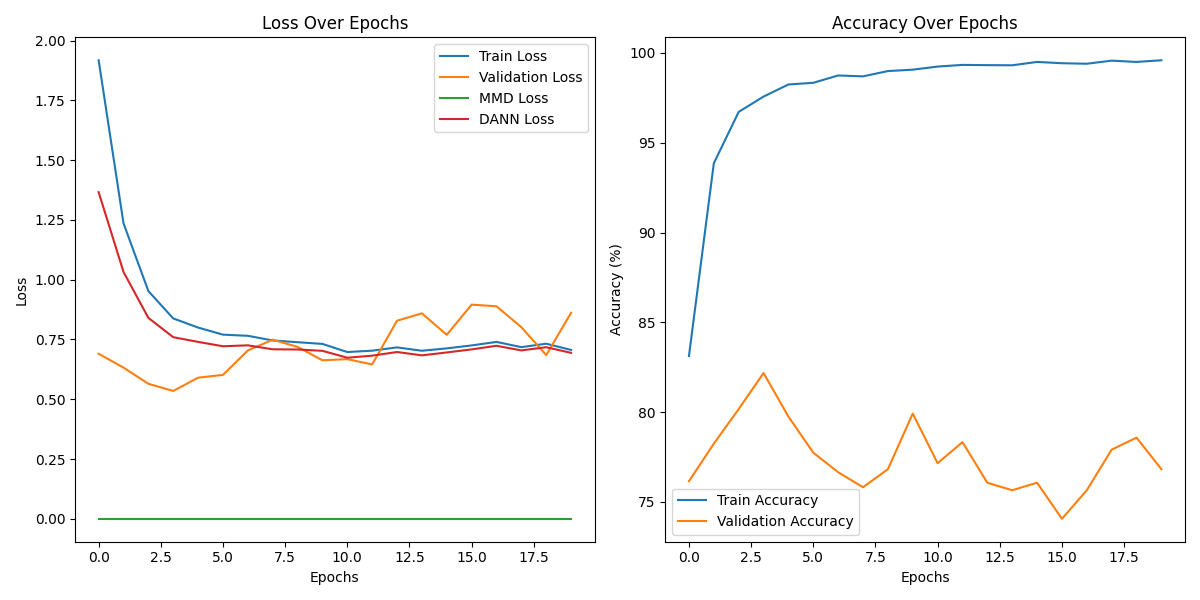 Loss Over Epochs
2.00
1.75
1.50
1.25
1.00
0.75
0.50
0.25
0.00
Loss
Train Loss
Validation Loss
MMD Loss
DANN Loss
0.0 2.5 5.0 7.5 10.0 12.5 15.0 17.5
Epochs
Accuracy Over Epochs
100
95
90
85
80
75
Accuracy (%)
Train Accuracy
Validation Accuracy
0.0 2.5 5.0 7.5 10.0 12.5 15.0 17.5
Epochs